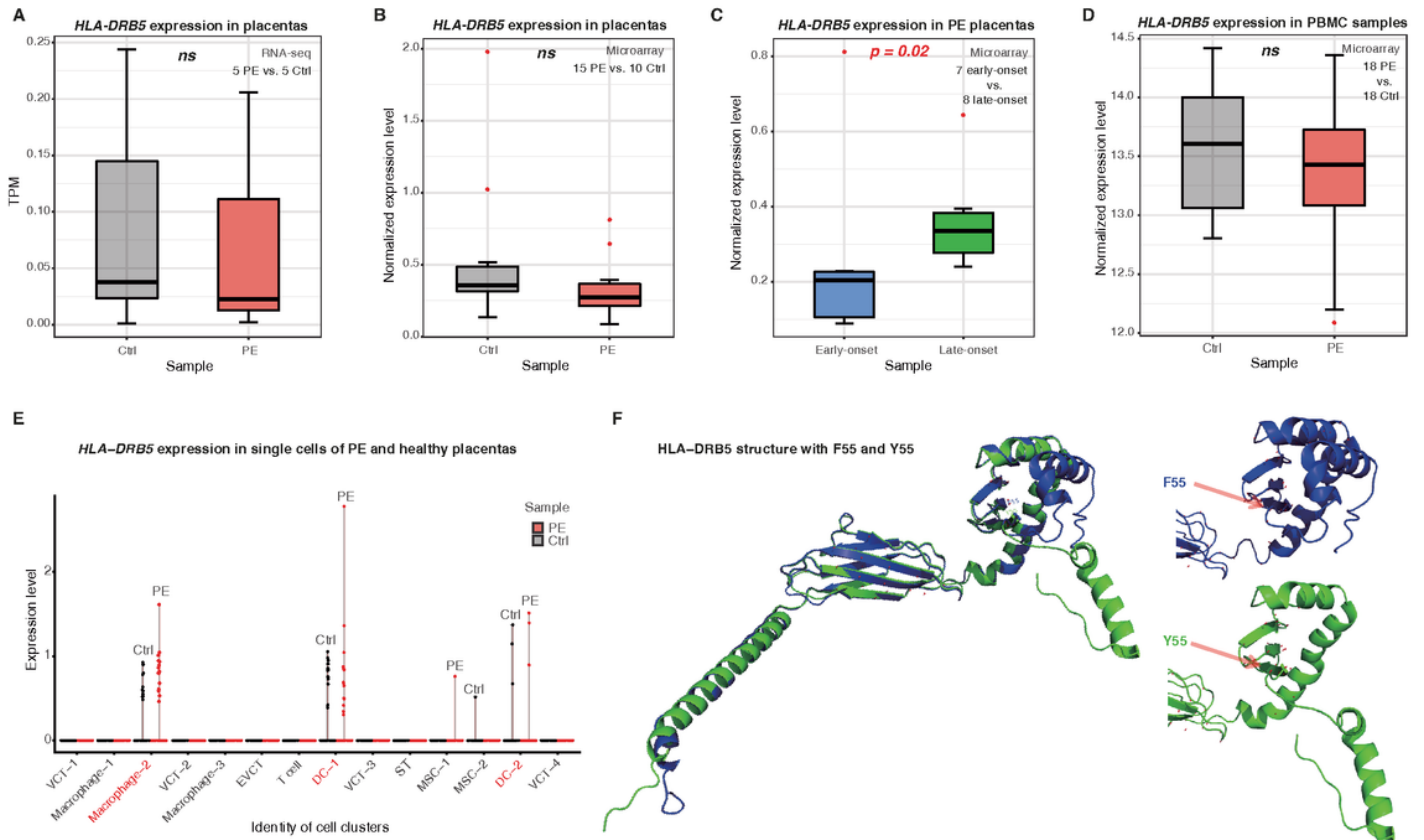 A
HLA-DRB5 expression in placentas
ns
RNA-seq
5 PE vs. 5 Ctrl
TPM
0.25
0.20
0.15
0.10
0.05
0.00
Ctrl
PE
Sample
B
HLA-DRB5 expression in placentas
ns
Microarray
15 PE vs. 10 Ctrl
Normalized expression level
2.0
1.5
1.0
0.5
0.0
Ctrl
PE
Sample
C
HLA-DRB5 expression in PE placentas
p = 0.02
Microarray
7 early-onset
vs.
8 late-onset
Normalized expression level
0.8
0.6
0.4
0.2
Early-onset
Late-onset
Sample
D
HLA-DRB5 expression in PBMC samples
ns
Microarray
18 PE
vs.
18 Ctrl
Normalized expression level
14.5
14.0
13.5
13.0
12.5
12.0
Ctrl
PE
Sample
E
HLA–DRB5 expression in single cells of PE and healthy placentas
Sample
PE
Ctrl
Expression level
2
1
0
Ctrl
PE
Ctrl
PE
PE
Ctrl
Ctrl
PE
VCT–1
Macrophage–1
Macrophage–2
VCT–2
Macrophage–3
EVCT
T cell
DC–1
VCT–3
ST
MSC–1
MSC–2
DC–2
VCT–4
Identity of cell clusters
F
HLA–DRB5 structure with F55 and Y55
F55
Y55